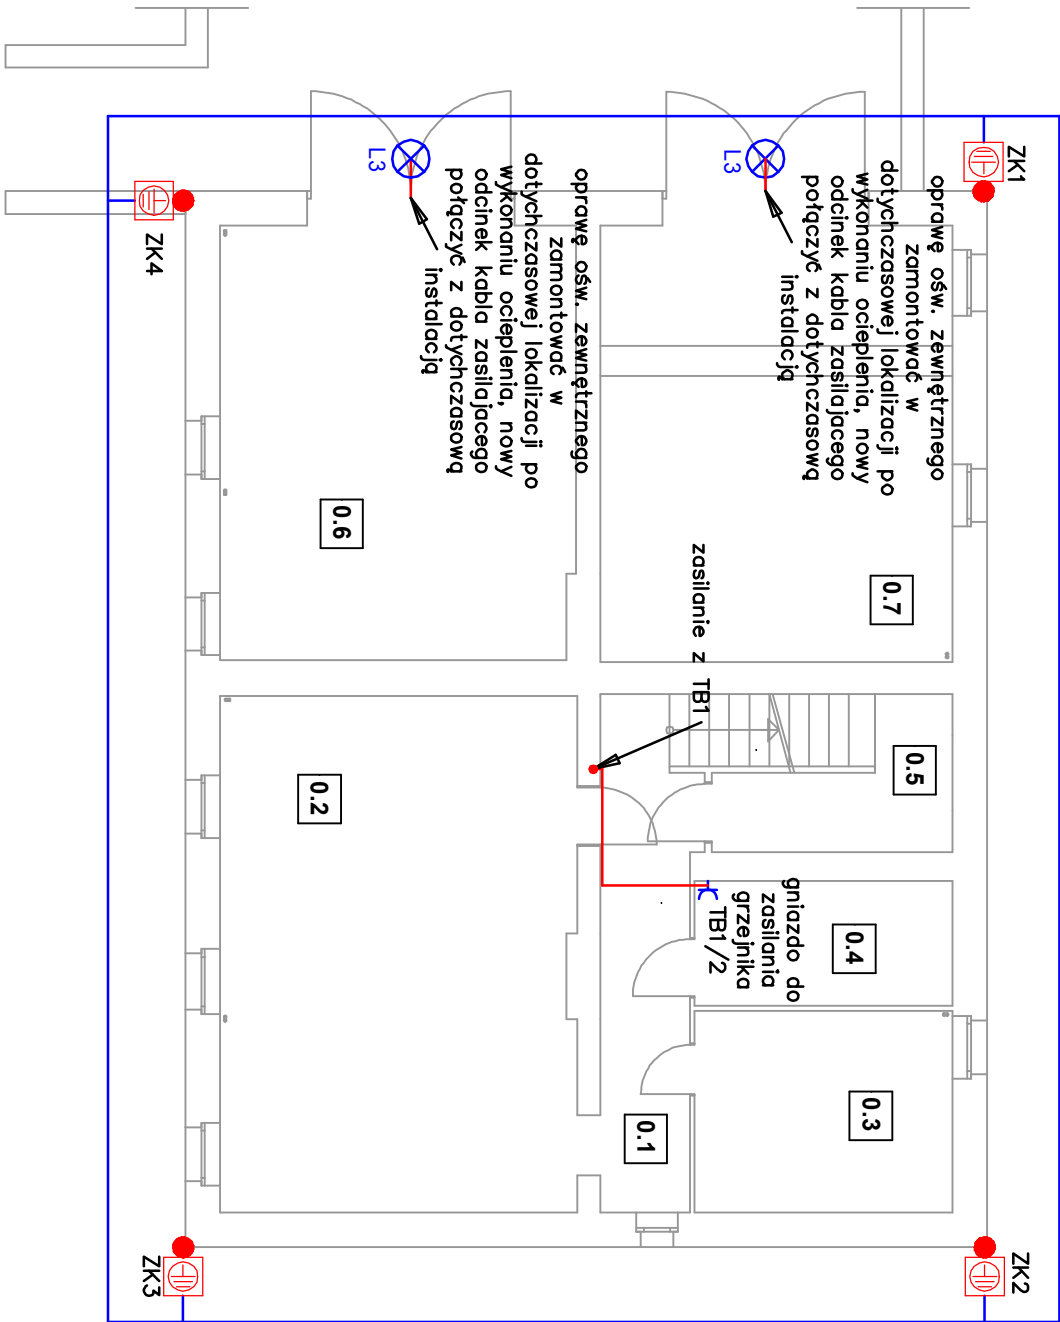 ZK1
oprawę ośw. zewnętrznego
zamontować w
dotychczasowej lokalizacji po
wykonaniu ocieplenia, nowy
odcinek kabla zasilajacego
połączyć z dotychczasową
instalacją
L3
oprawę ośw. zewnętrznego
zamontować w
dotychczasowej lokalizacji po
wykonaniu ocieplenia, nowy
odcinek kabla zasilajacego
połączyć z dotychczasową
instalacją
L3
ZK4
0.7
0.6
zasilanie z TB1
0.5
0.2
gniazdo do
zasilania
grzejnika
TB1/2
0.4
0.3
0.1
ZK2
ZK3